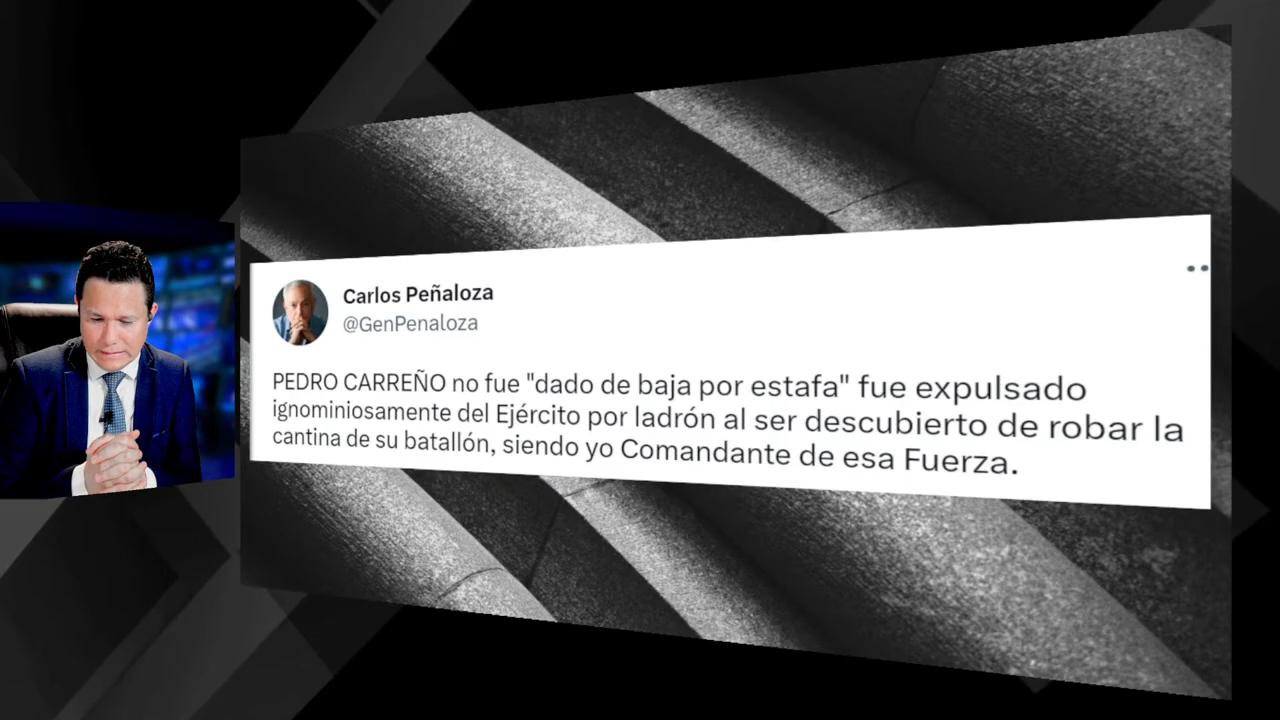 Carlos Peñaloza
@GenPenaloza
PEDRO CARREÑO no fue "dado de baja por estafa" fue expulsado
ignominiosamente del Ejército por ladrón al ser descubierto de robar la
cantina de su batallón, siendo yo Comandante de esa Fuerza.